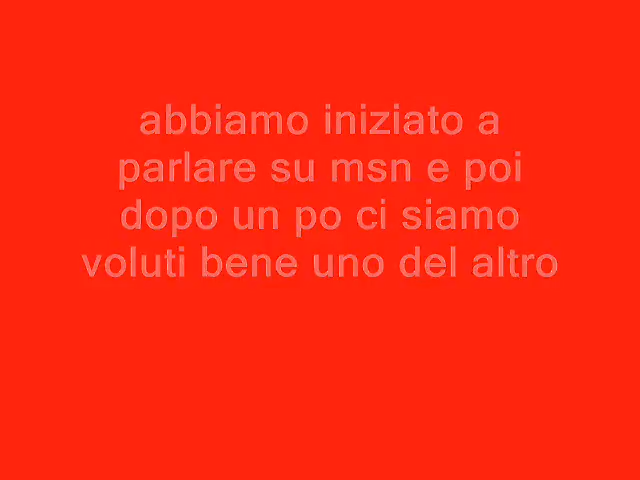 abbiamo iniziato a
parlare su msn e poi
dopo un po ci siamo
voluti bene uno del altro